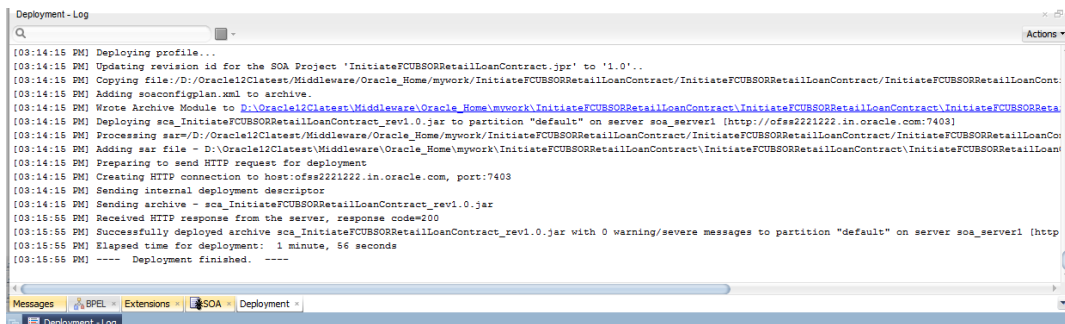 Deployment - Log
Actions
[03:14:15 PM] Deploying profile...
[03:14:15 PM] Updating revision id for the SOA Project 'InitiateFCUBSORRetailLoanContract.jpr' to '1.0'..
[03:14:15 PM] Copying file:/D:/Oracle12Clatest/Middleware/Oracle_Home/mywork/InitiateFCUBSORRetailLoanContract/InitiateFCUBSORRetailLoanContract/InitiateFCUBSORRetailLoanCont
[03:14:15 PM] Adding soaconfigplan.xml to archive.
[03:14:15 PM] Wrote Archive Module to D:\Oracle12Clatest\Middleware\Oracle_Home\mywork\InitiateFCUBSORRetailLoanContract\InitiateFCUBSORRetailLoanContract\InitiateFCUBSORReta
[03:14:15 PM] Deploying sca_InitiateFCUBSORRetailLoanContract_rev1.0.jar to partition "default" on server soa_server1 [http://ofss2221222.in.oracle.com:7403]
[03:14:15 PM] Processing sar=/D:/Oracle12Clatest/Middleware/Oracle_Home/mywork/InitiateFCUBSORRetailLoanContract/InitiateFCUBSORRetailLoanContract/InitiateFCUBSORRetailLoanCo
[03:14:15 PM] Adding sar file - D:\Oracle12Clatest\Middleware\Oracle_Home\mywork\InitiateFCUBSORRetailLoanContract\InitiateFCUBSORRetailLoanContract\InitiateFCUBSORRetailLoan
[03:14:15 PM] Preparing to send HTTP request for deployment
[03:14:15 PM] Creating HTTP connection to host:ofss2221222.in.oracle.com, port:7403
[03:14:15 PM] Sending internal deployment descriptor
[03:14:15 PM] Sending archive - sca_InitiateFCUBSORRetailLoanContract_rev1.0.jar
[03:15:55 PM] Received HTTP response from the server, response code=200
[03:15:55 PM] Successfully deployed archive sca_InitiateFCUBSORRetailLoanContract_rev1.0.jar with 0 warning/severe messages to partition "default" on server soa_server1 [http
[03:15:55 PM] Elapsed time for deployment:  1 minute, 56 seconds
[03:15:55 PM] ----  Deployment finished.  ----
Messages BPEL Extensions SOA Deployment
Deployment - Log